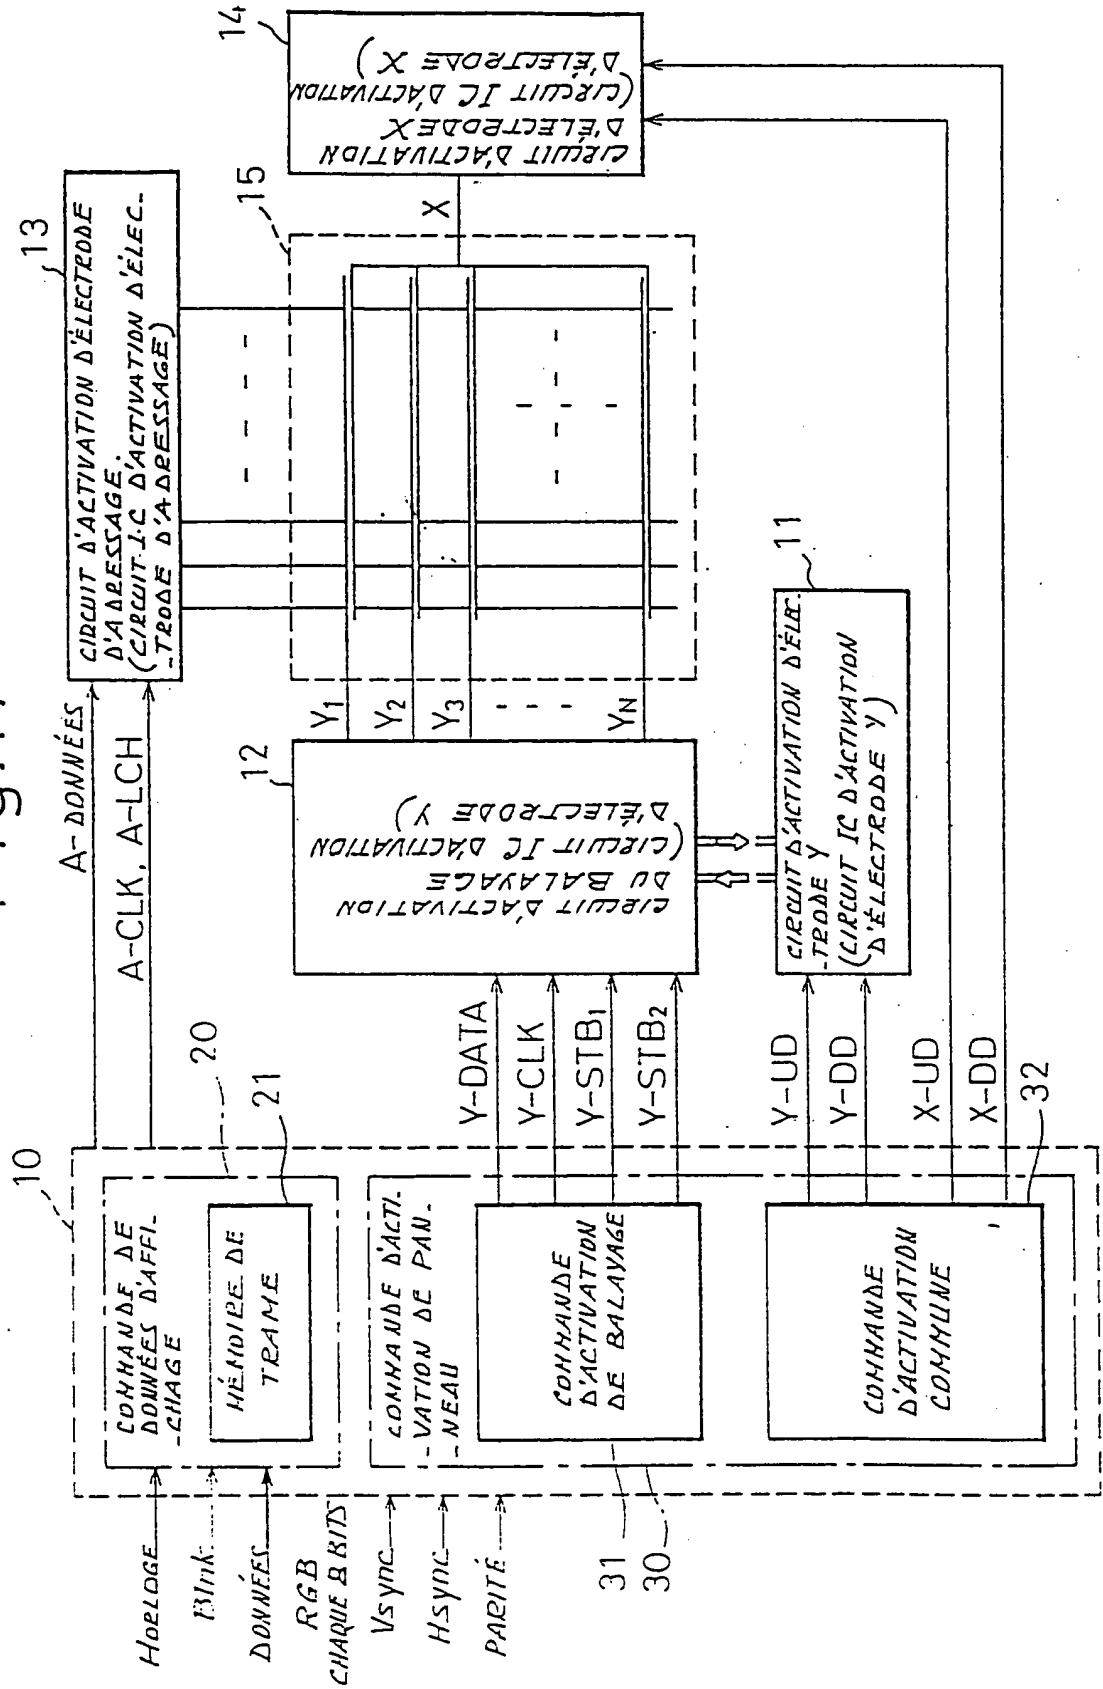 13
CIRCUIT D'ACTIVATION D'ÉLECTRODE
D'ADRESSAGE.
(CIRCUIT I.C D'ACTIVATION D'ÉLEC-
-TRODE D'ADRESSAGE)
14
CIRCUIT D'ACTIVATION
D'ÉLECTRODE X
(CIRCUIT IC D'ACTIVATION
D'ÉLECTRODE X)
15
X
A-DONNÉES
A-CLK, A-LCH
12
CIRCUIT D'ACTIVATION
DU BALAYAGE
(CIRCUIT IC D'ACTIVATION
D'ÉLECTRODE Y)
Y1
Y2
Y3
YN
11
CIRCUIT D'ACTIVATION D'ÉLEC-
-TRODE Y
(CIRCUIT IC D'ACTIVATION
D'ÉLECTRODE Y)
Y-DATA
Y-CLK
Y-STB1
Y-STB2
Y-UD
Y-DD
X-UD
X-DD
10
20
21
COMMANDE DE
DONNÉES D'AFFI-
-CHAGE
MÉMOIRE DE
TRAME
COMMANDE D'ACTI-
-VATION DE PAN-
-NEAU
COMMANDE
D'ACTIVATION
DE BALAYAGE
COMMANDE
D'ACTIVATION
COMMUNE
32
31
30
HORLOGE
Blnk
DONNÉES
RGB
CHAQUE 8 BITS
Vsync
Hsync
PARITÉ